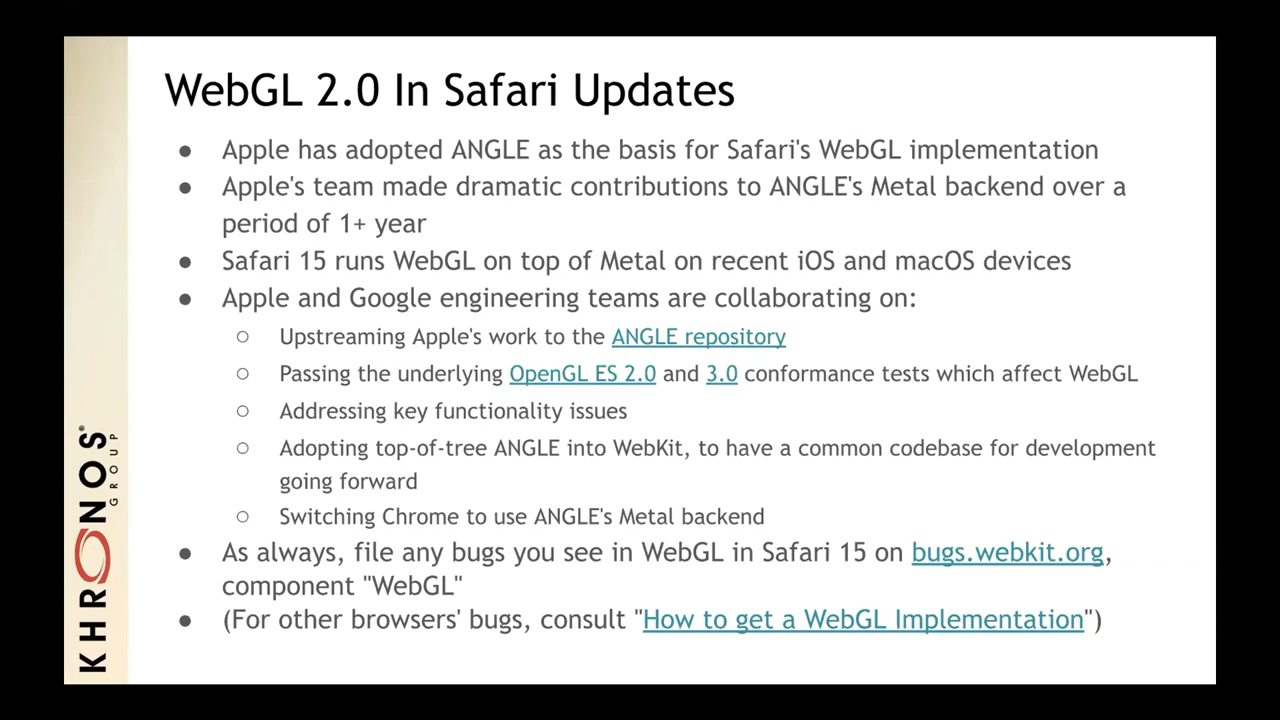 WebGL 2.0 In Safari Updates
● Apple has adopted ANGLE as the basis for Safari's WebGL implementation
● Apple's team made dramatic contributions to ANGLE's Metal backend over a
period of 1+ year
● Safari 15 runs WebGL on top of Metal on recent iOS and macOS devices
● Apple and Google engineering teams are collaborating on:
○ Upstreaming Apple's work to the ANGLE repository
○ Passing the underlying OpenGL ES 2.0 and 3.0 conformance tests which affect WebGL
○ Addressing key functionality issues
○ Adopting top-of-tree ANGLE into WebKit, to have a common codebase for development
going forward
○ Switching Chrome to use ANGLE's Metal backend
● As always, file any bugs you see in WebGL in Safari 15 on bugs.webkit.org,
component "WebGL"
● (For other browsers' bugs, consult "How to get a WebGL Implementation")
KHRONOS®
GROUP